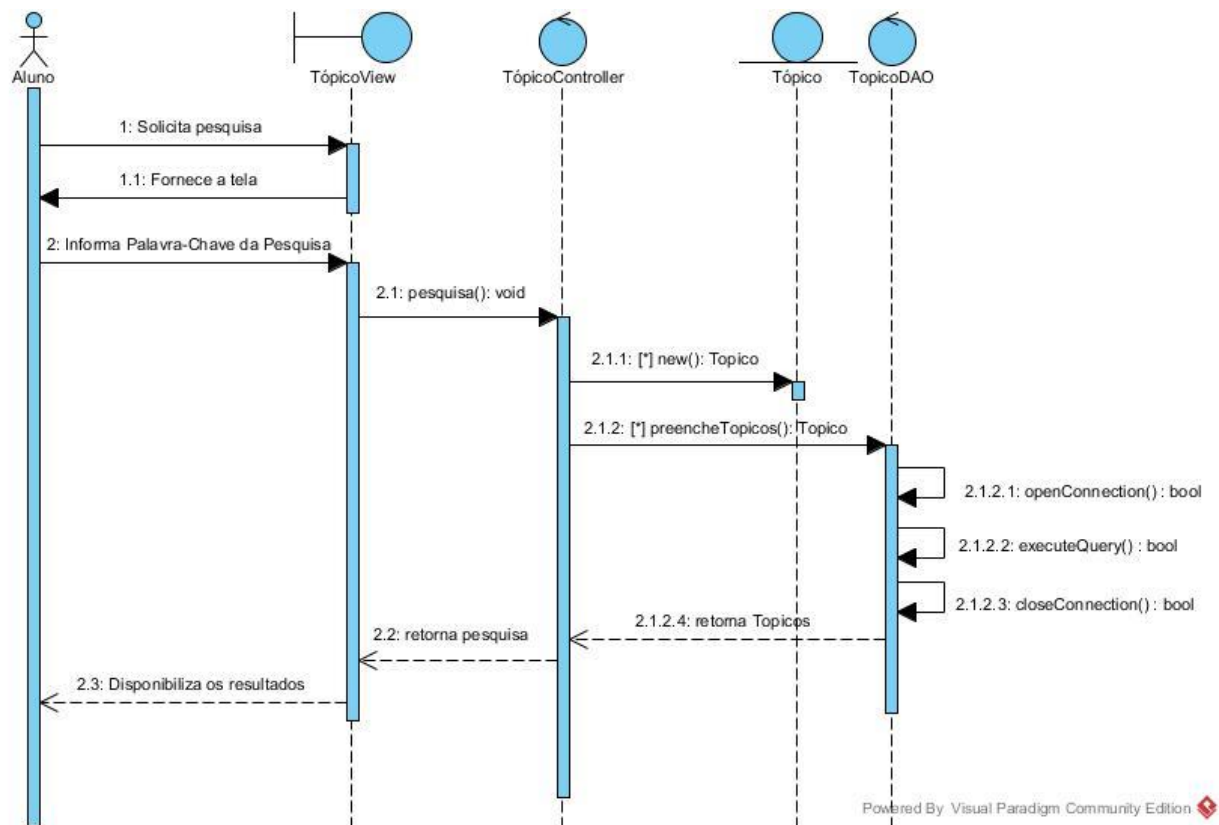 Aluno
TópicoView
TópicoController
Tópico
TopicoDAO
1: Solicita pesquisa
1.1: Fornece a tela
2: Informa Palavra-Chave da Pesquisa
2.1: pesquisa(): void
2.1.1: [*] new(): Topico
2.1.2: [*] preencheTopicos(): Topico
2.1.2.1: openConnection() : bool
2.1.2.2: executeQuery() : bool
2.1.2.3: closeConnection() : bool
2.1.2.4: retorna Topicos
2.2: retorna pesquisa
2.3: Disponibiliza os resultados
Powered By Visual Paradigm Community Edition